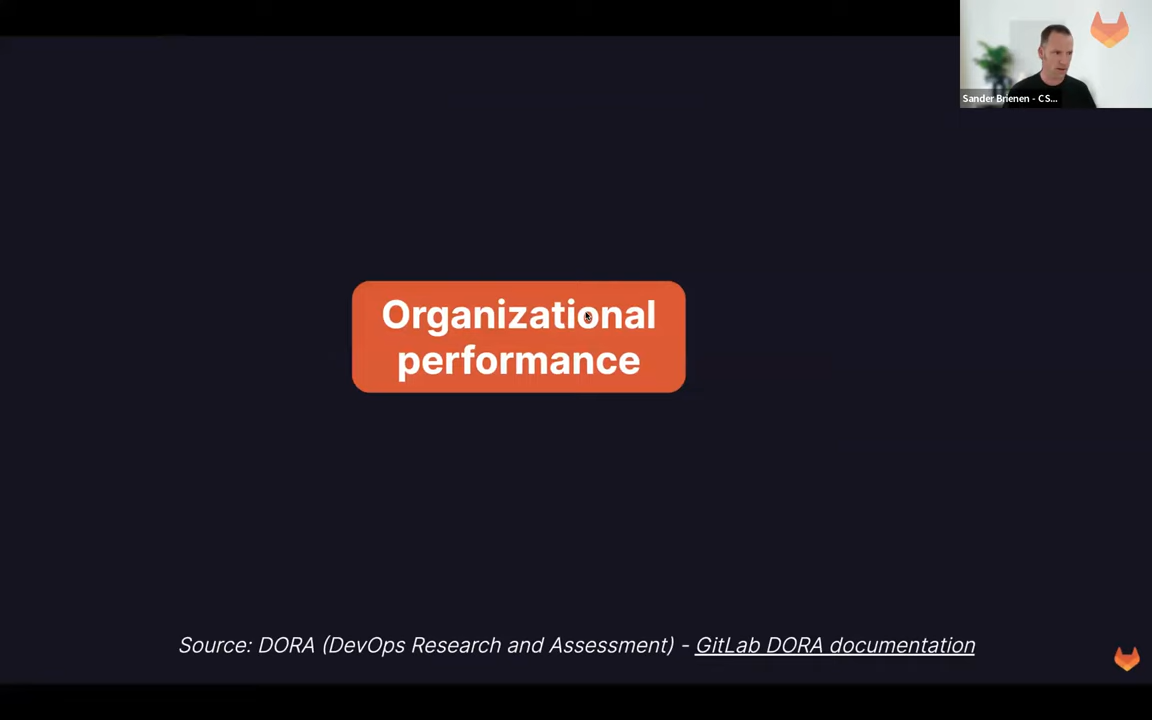 Sander Brienen - CS...
Organizational
performance
Source: DORA (DevOps Research and Assessment) - GitLab DORA documentation